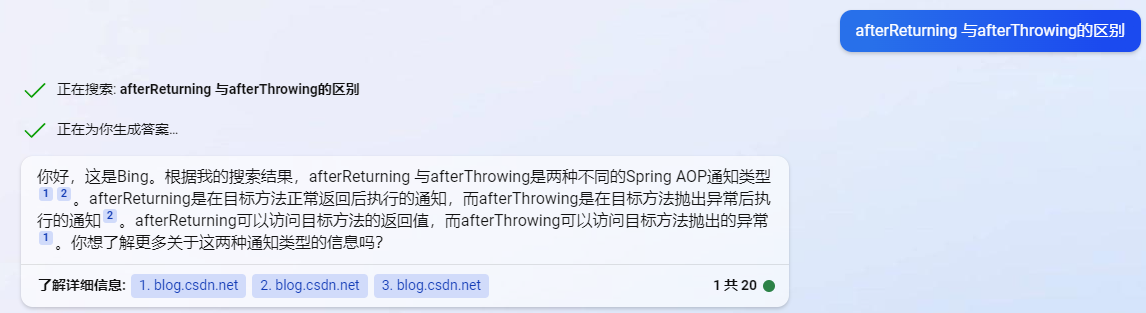 afterReturning 与afterThrowing的区别
正在搜索: afterReturning 与afterThrowing的区别
正在为你生成答案...
你好，这是Bing。根据我的搜索结果，afterReturning 与afterThrowing是两种不同的Spring AOP通知类型
1 2 。afterReturning是在目标方法正常返回后执行的通知，而afterThrowing是在目标方法抛出异常后执
行的通知 2 。afterReturning可以访问目标方法的返回值，而afterThrowing可以访问目标方法抛出的异常
1 。你想了解更多关于这两种通知类型的信息吗？
了解详细信息: 1. blog.csdn.net 2. blog.csdn.net 3. blog.csdn.net 1 共 20